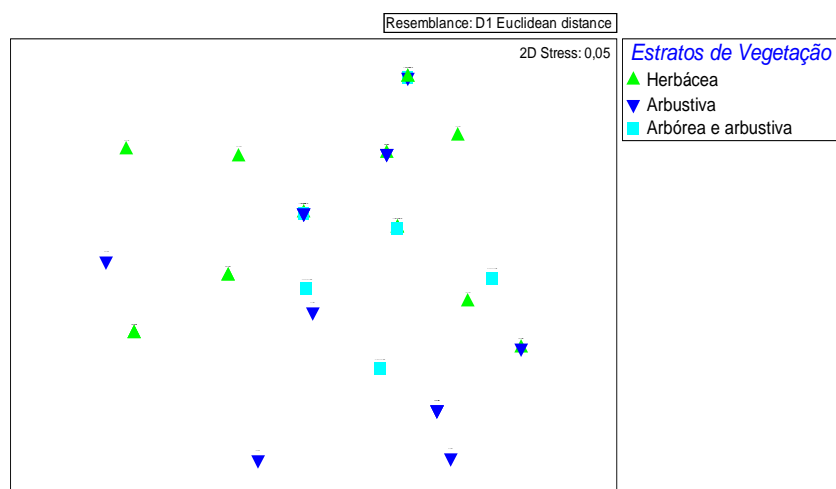 Resemblance: D1 Euclidean distance
2D Stress: 0,05
Estratos de Vegetação
Herbácea
Arbustiva
Arbórea e arbustiva